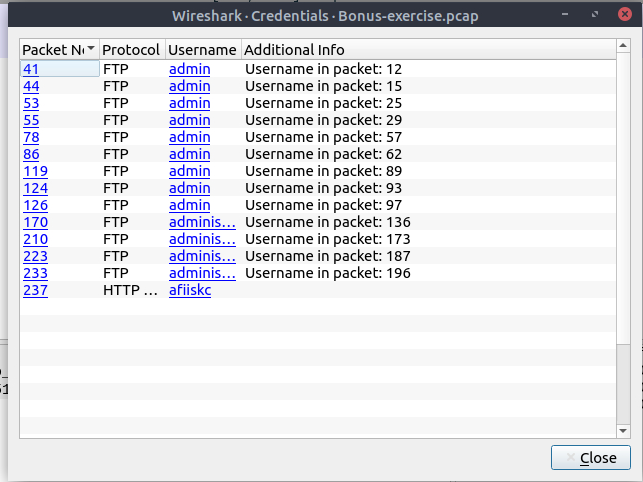 Wireshark · Credentials · Bonus-exercise.pcap
Packet No Protocol Username Additional Info
41 FTP admin Username in packet: 12
44 FTP admin Username in packet: 15
53 FTP admin Username in packet: 25
55 FTP admin Username in packet: 29
78 FTP admin Username in packet: 57
86 FTP admin Username in packet: 62
119 FTP admin Username in packet: 89
124 FTP admin Username in packet: 93
126 FTP admin Username in packet: 97
170 FTP adminis... Username in packet: 136
210 FTP adminis... Username in packet: 173
223 FTP adminis... Username in packet: 187
233 FTP adminis... Username in packet: 196
237 HTTP ... afiiskc
Close